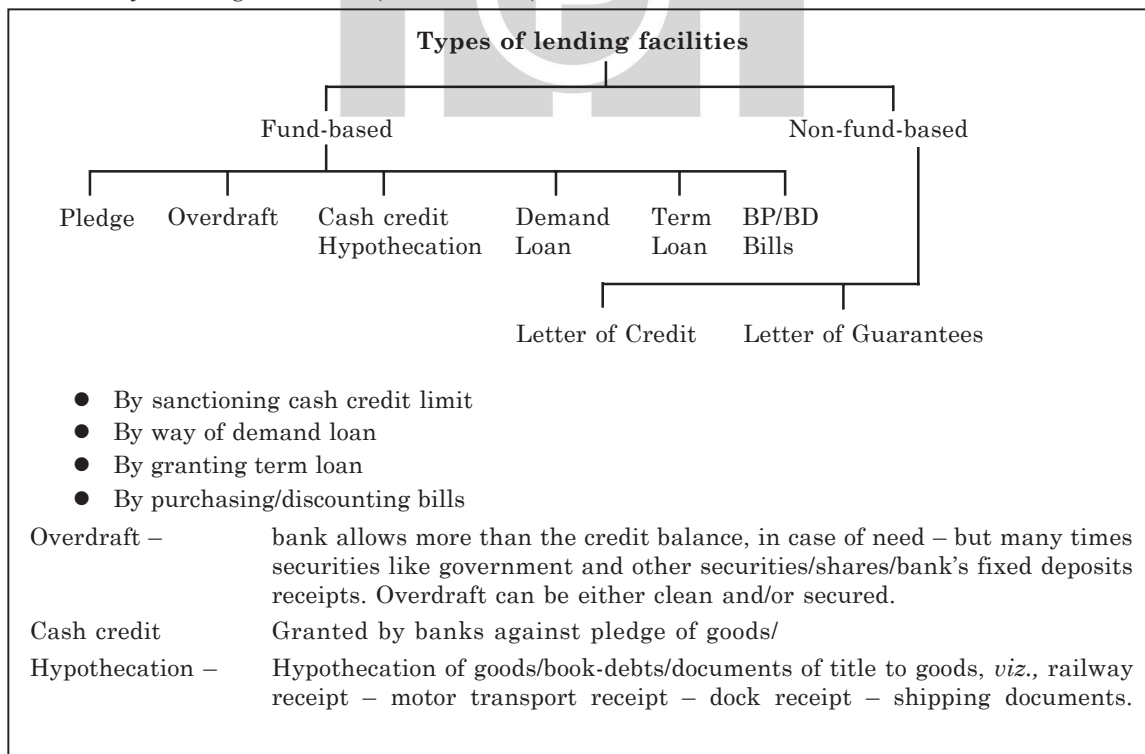 Types of lending facilities
Fund-based Non-fund-based
Pledge Overdraft Cash credit Demand Term BP/BD
Hypothecation Loan Loan Bills
Letter of Credit Letter of Guarantees
● By sanctioning cash credit limit
● By way of demand loan
● By granting term loan
● By purchasing/discounting bills
Overdraft – bank allows more than the credit balance, in case of need – but many times
securities like government and other securities/shares/bank's fixed deposits
receipts. Overdraft can be either clean and/or secured.
Cash credit Granted by banks against pledge of goods/
Hypothecation – Hypothecation of goods/book-debts/documents of title to goods, viz., railway
receipt – motor transport receipt – dock receipt – shipping documents.